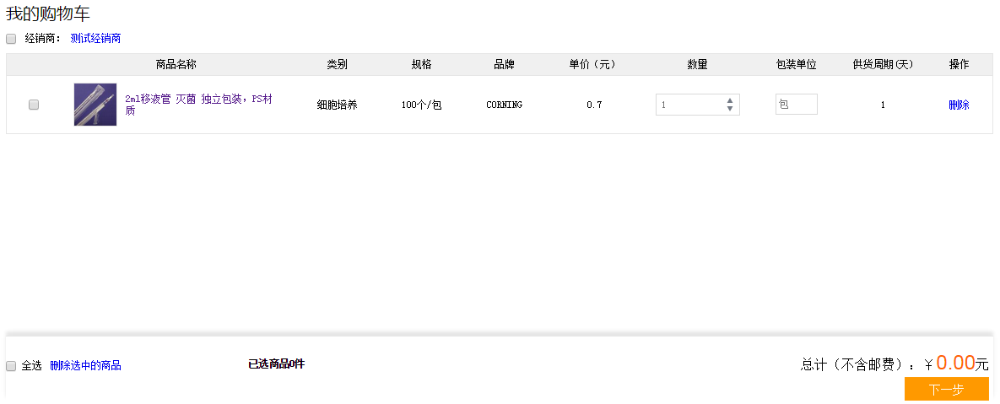 我的购物车
经销商： 测试经销商
商品名称 类别 规格 品牌 单价（元） 数量 包装单位 供货周期(天) 操作
2ml移液管 灭菌 独立包装，PS材
质
细胞培养 100个/包 CORNING 0.7 1 包 1 删除
全选 删除选中的商品 已选商品0件 总计（不含邮费）：￥0.00元
下一步